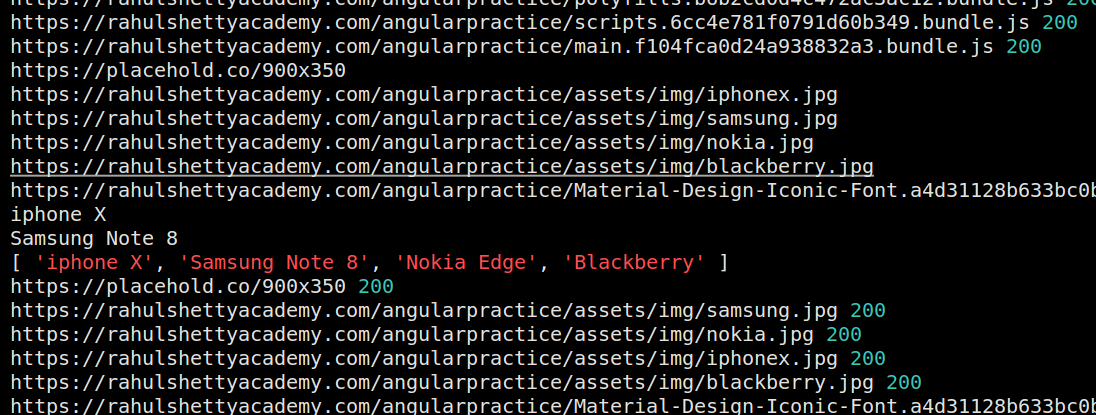 https://rahulshettyacademy.com/angularpractice/scripts.6cc4e781f0791d60b349.bundle.js 200
https://rahulshettyacademy.com/angularpractice/main.f104fca0d24a938832a3.bundle.js 200
https://placehold.co/900x350
https://rahulshettyacademy.com/angularpractice/assets/img/iphonex.jpg
https://rahulshettyacademy.com/angularpractice/assets/img/samsung.jpg
https://rahulshettyacademy.com/angularpractice/assets/img/nokia.jpg
https://rahulshettyacademy.com/angularpractice/assets/img/blackberry.jpg
https://rahulshettyacademy.com/angularpractice/Material-Design-Iconic-Font.a4d31128b633bc0b
iphone X
Samsung Note 8
[ 'iphone X', 'Samsung Note 8', 'Nokia Edge', 'Blackberry' ]
https://placehold.co/900x350 200
https://rahulshettyacademy.com/angularpractice/assets/img/samsung.jpg 200
https://rahulshettyacademy.com/angularpractice/assets/img/nokia.jpg 200
https://rahulshettyacademy.com/angularpractice/assets/img/iphonex.jpg 200
https://rahulshettyacademy.com/angularpractice/assets/img/blackberry.jpg 200
https://rahulshettyacademy.com/angularpractice/Material-Design-Iconic-Font.a4d31128b633bc0b